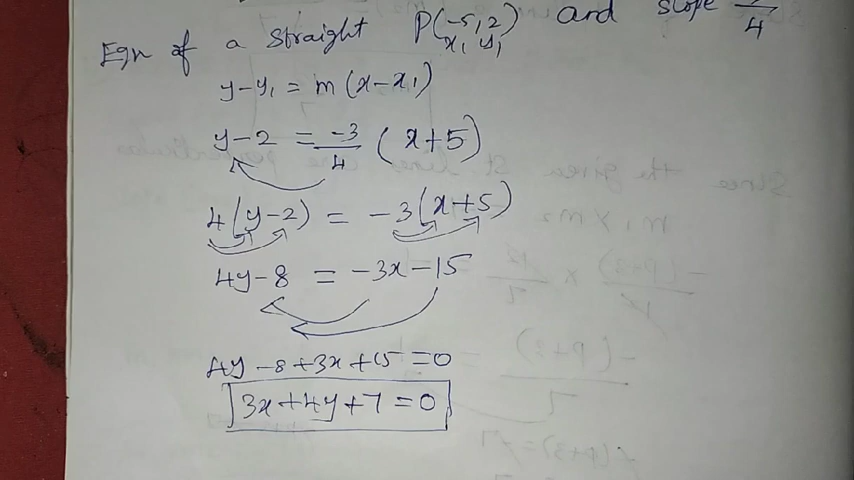 Eqn of a straight P(-5,2) and slope /4
x₁ y₁
y-y₁ = m(x-x₁)
y-2 = -3/4 (x+5)
4(y-2) = -3(x+5)
4y-8 = -3x-15
4y-8+3x+15=0
3x+4y+7=0